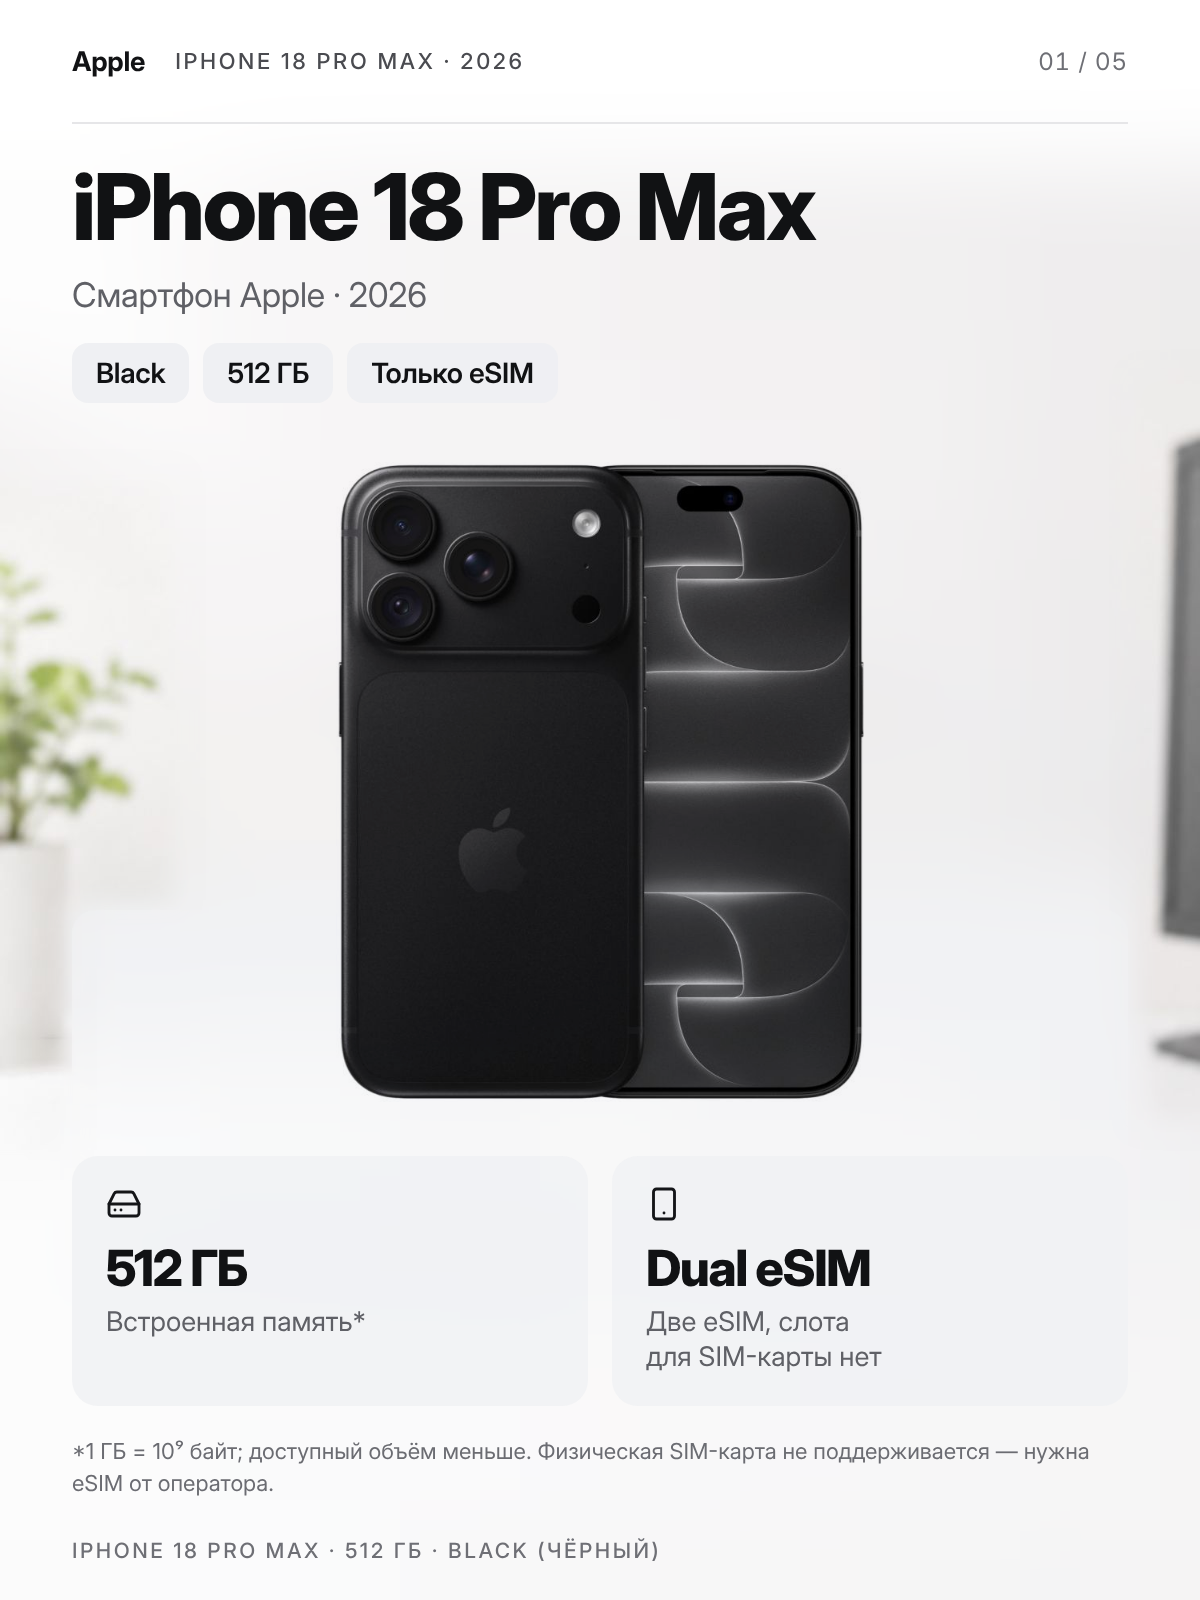 Apple IPHONE 18 PRO MAX · 2026 01 / 05
iPhone 18 Pro Max
Смартфон Apple · 2026
Black 512 ГБ Только eSIM
512 ГБ
Встроенная память*
Dual eSIM
Две eSIM, слота
для SIM-карты нет
*1 ГБ = 10⁹ байт; доступный объём меньше. Физическая SIM-карта не поддерживается — нужна
eSIM от оператора.
IPHONE 18 PRO MAX · 512 ГБ · BLACK (ЧЁРНЫЙ)